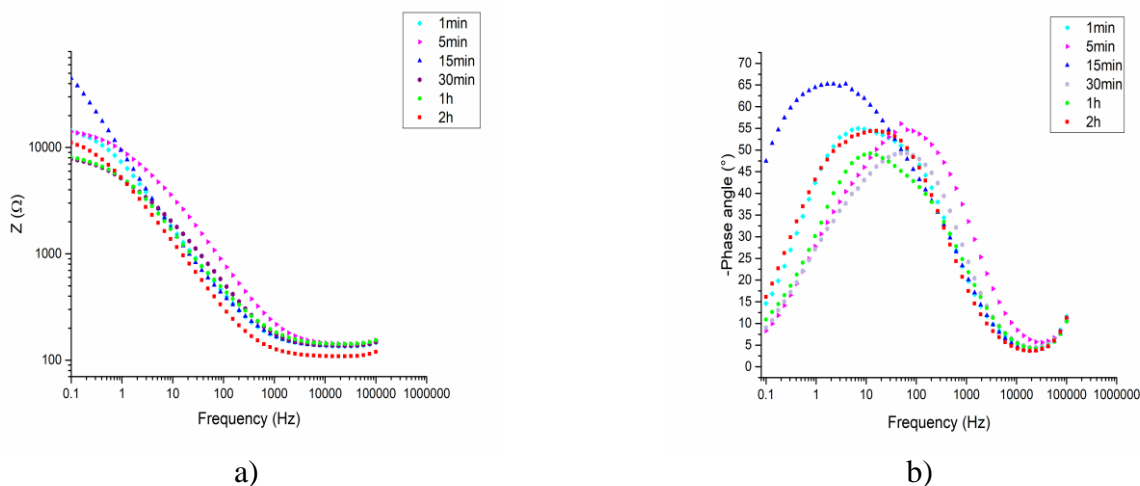 1min
5min
15min
30min
1h
2h
10000
1000
100
Z (Ω)
0.1 1 10 100 1000 10000 100000 1000000
Frequency (Hz)
a)
1min
5min
15min
30min
1h
2h
75
70
65
60
55
50
45
40
35
30
25
20
15
10
5
0
-Phase angle (°)
0.1 1 10 100 1000 10000 100000 1000000
Frequency (Hz)
b)